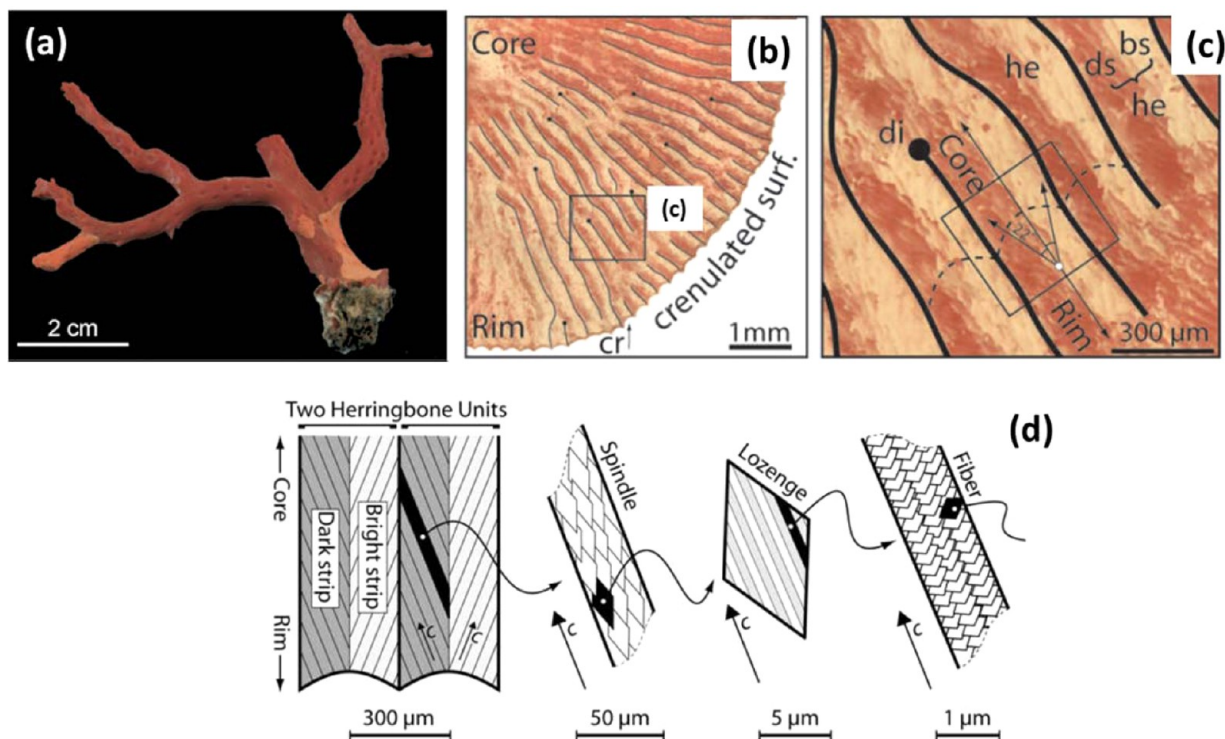 (a)
2 cm
Core
(b)
(c)
crenulated surf.
Rim
cr
1mm
(c)
bs
ds
he
he
di
Core
22
Rim
300 µm
Two Herringbone Units
Core
Rim
Dark strip
Bright strip
c
c
300 µm
Spindle
c
50 µm
Lozenge
c
5 µm
(d)
Fiber
c
1 µm